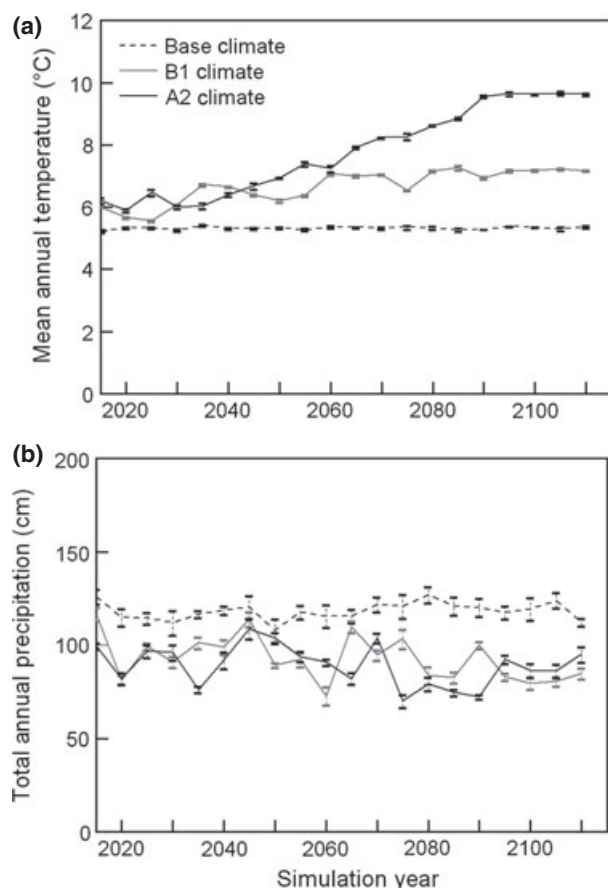 (a)
Mean annual temperature (°C)
12
10
8
6
4
2
0
Base climate
B1 climate
A2 climate
2020 2040 2060 2080 2100
(b)
Total annual precipitation (cm)
200
150
100
50
0
2020 2040 2060 2080 2100
Simulation year